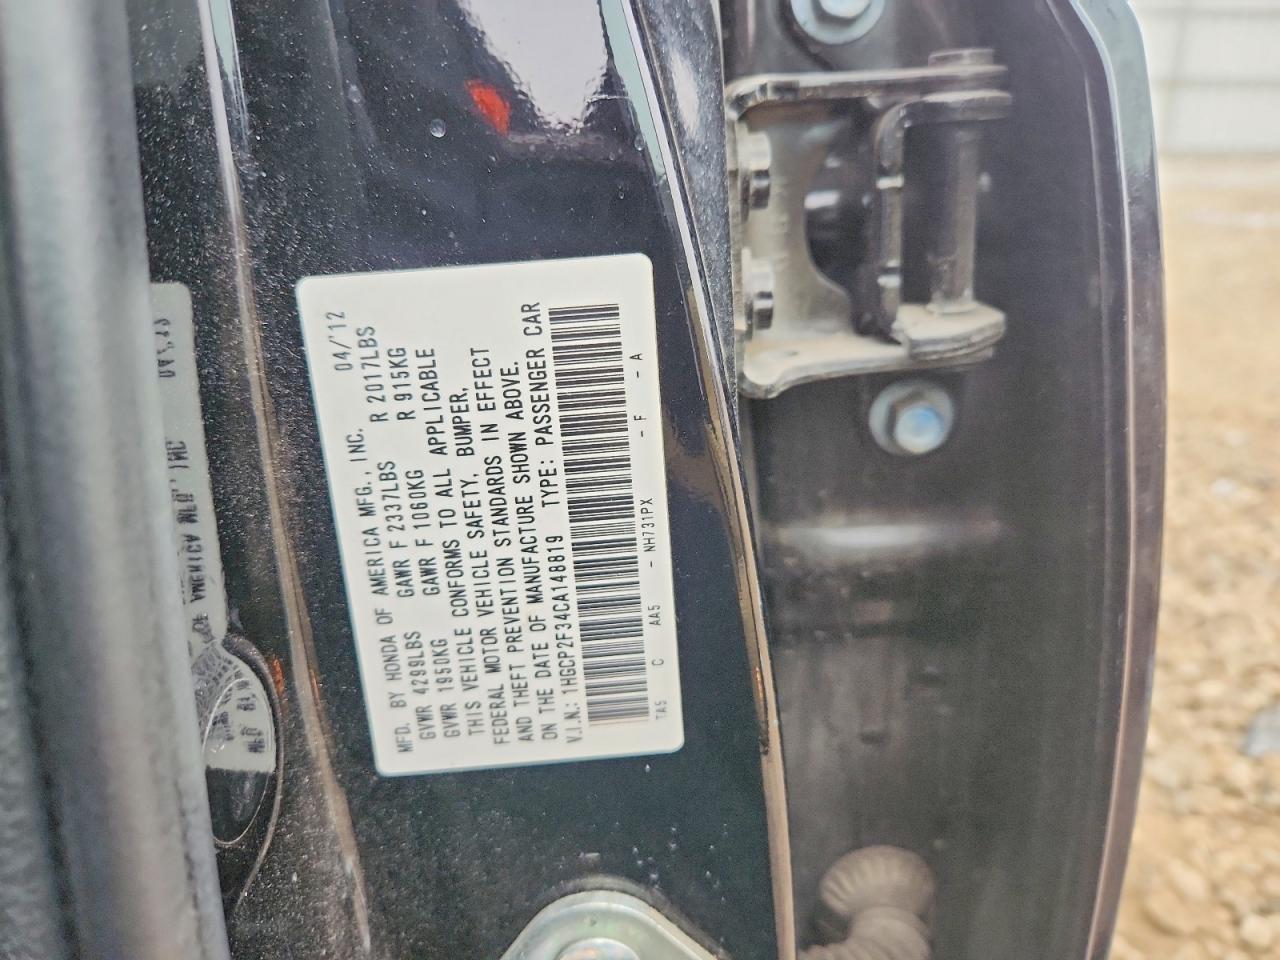 MFD. BY HONDA OF AMERICA MFG., INC. 04/'12
GVWR 4299LBS GAWR F 2337LBS R 2017LBS
GVWR 1950KG GAWR F 1060KG R 915KG
THIS VEHICLE CONFORMS TO ALL APPLICABLE
FEDERAL MOTOR VEHICLE SAFETY, BUMPER,
AND THEFT PREVENTION STANDARDS IN EFFECT
ON THE DATE OF MANUFACTURE SHOWN ABOVE.
V.I.N.: 1HGCP2F34CA148819 TYPE: PASSENGER CAR
TA5 C AA5 - NH731PX - F - A